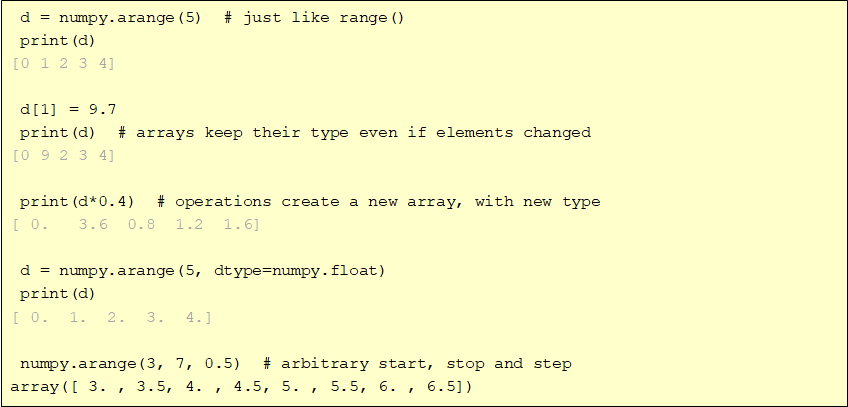 d = numpy.arange(5)  # just like range()
print(d)
[0 1 2 3 4]
d[1] = 9.7
print(d)  # arrays keep their type even if elements changed
[0 9 2 3 4]
print(d*0.4)  # operations create a new array, with new type
[ 0.   3.6  0.8  1.2  1.6]
d = numpy.arange(5, dtype=numpy.float)
print(d)
[ 0.  1.  2.  3.  4.]
numpy.arange(3, 7, 0.5)  # arbitrary start, stop and step
array([ 3. , 3.5, 4. , 4.5, 5. , 5.5, 6. , 6.5])